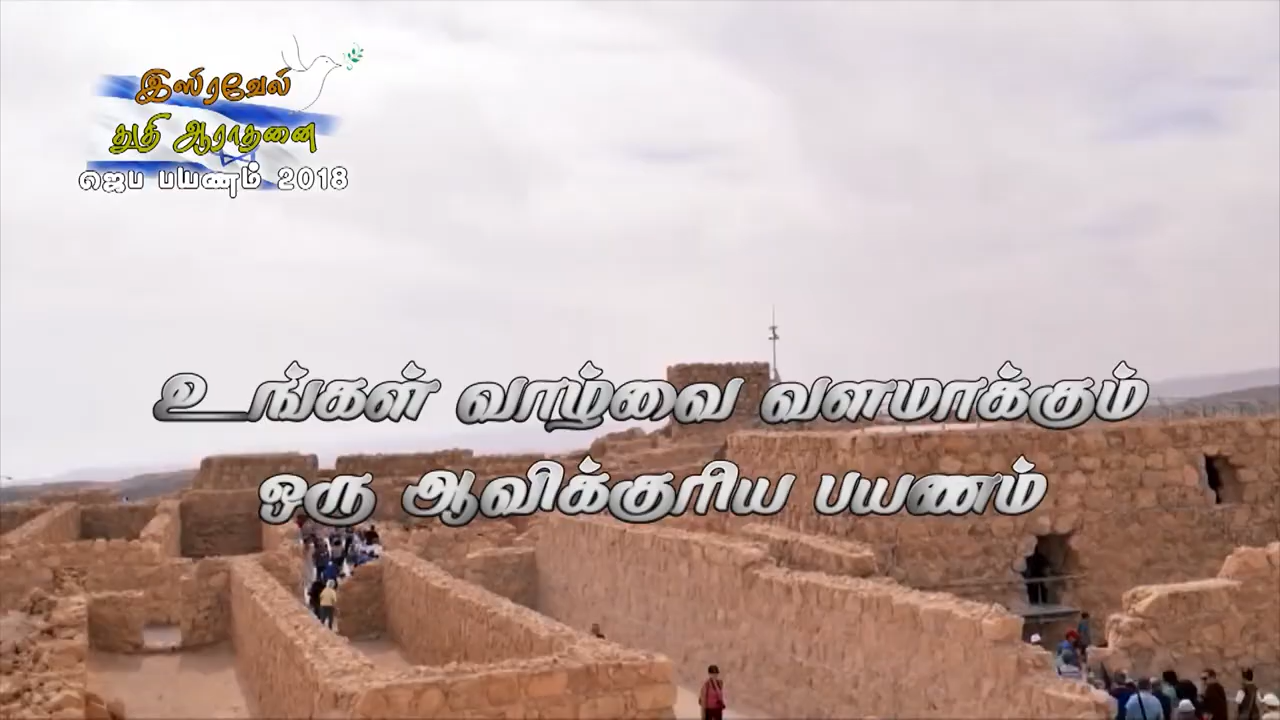 இஸ்ரவேல்
துதி ஆராதனை
ஜெப பயணம் 2018
உங்கள் வாழ்வை வளமாக்கும்
ஒரு ஆவிக்குரிய பயணம்